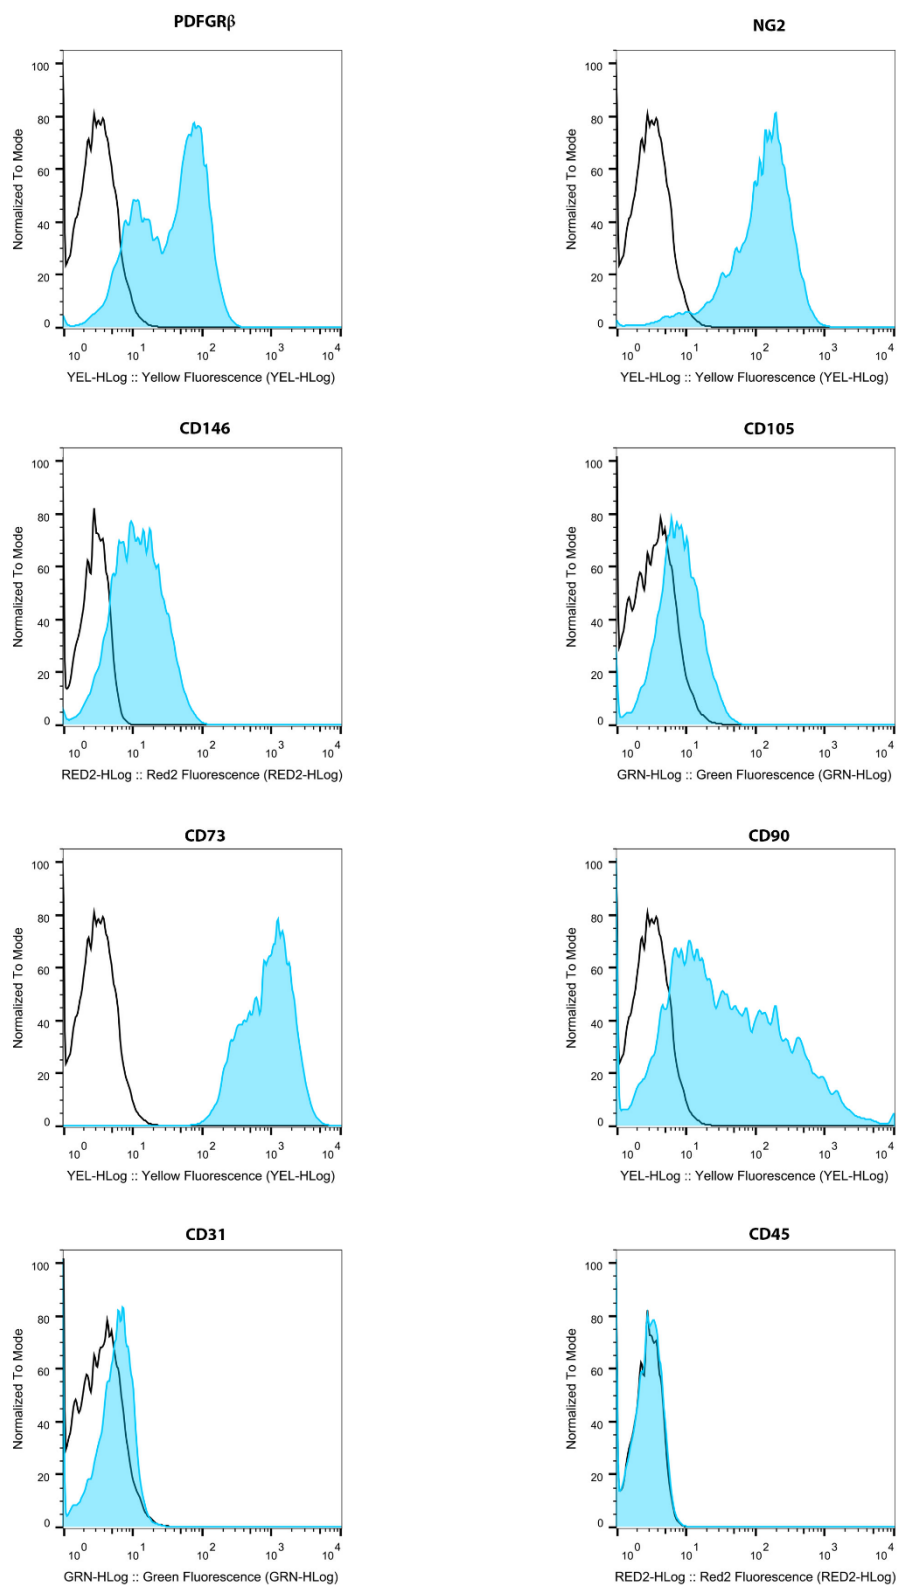 PDFGRβ
NG2
Normalized To Mode
100
80
60
40
20
0
10^0 10^1 10^2 10^3 10^4
YEL-HLog :: Yellow Fluorescence (YEL-HLog)
Normalized To Mode
100
80
60
40
20
0
10^0 10^1 10^2 10^3 10^4
YEL-HLog :: Yellow Fluorescence (YEL-HLog)
CD146
CD105
Normalized To Mode
100
80
60
40
20
0
10^0 10^1 10^2 10^3 10^4
RED2-HLog :: Red2 Fluorescence (RED2-HLog)
Normalized To Mode
100
80
60
40
20
0
10^0 10^1 10^2 10^3 10^4
GRN-HLog :: Green Fluorescence (GRN-HLog)
CD73
CD90
Normalized To Mode
100
80
60
40
20
0
10^0 10^1 10^2 10^3 10^4
YEL-HLog :: Yellow Fluorescence (YEL-HLog)
Normalized To Mode
100
80
60
40
20
0
10^0 10^1 10^2 10^3 10^4
YEL-HLog :: Yellow Fluorescence (YEL-HLog)
CD31
CD45
Normalized To Mode
100
80
60
40
20
0
10^0 10^1 10^2 10^3 10^4
GRN-HLog :: Green Fluorescence (GRN-HLog)
Normalized To Mode
100
80
60
40
20
0
10^0 10^1 10^2 10^3 10^4
RED2-HLog :: Red2 Fluorescence (RED2-HLog)